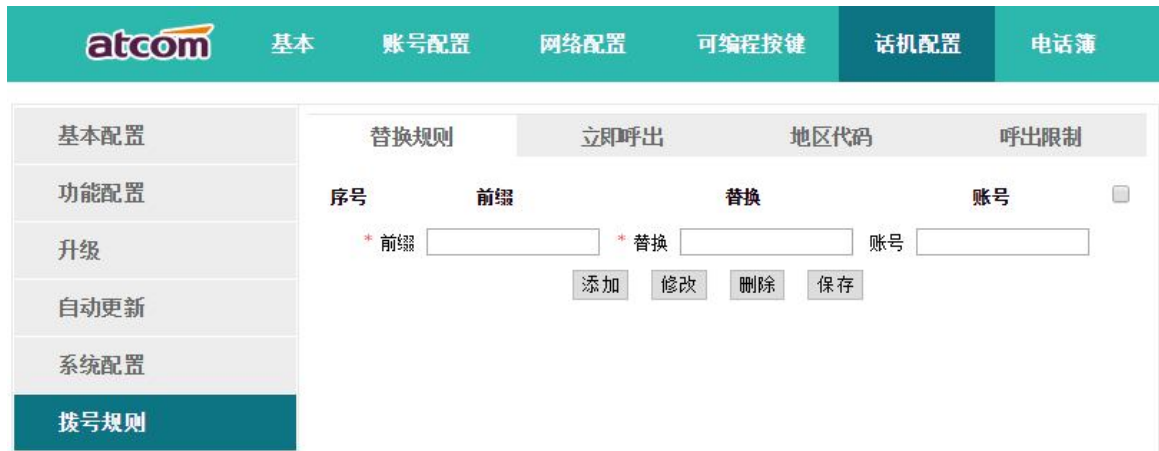 atcom 基本 账号配置 网络配置 可编程按键 话机配置 电话簿
基本配置
功能配置
升级
自动更新
系统配置
拨号规则
替换规则 立即呼出 地区代码 呼出限制
序号 前缀 替换 账号
* 前缀 * 替换 账号
添加 修改 删除 保存